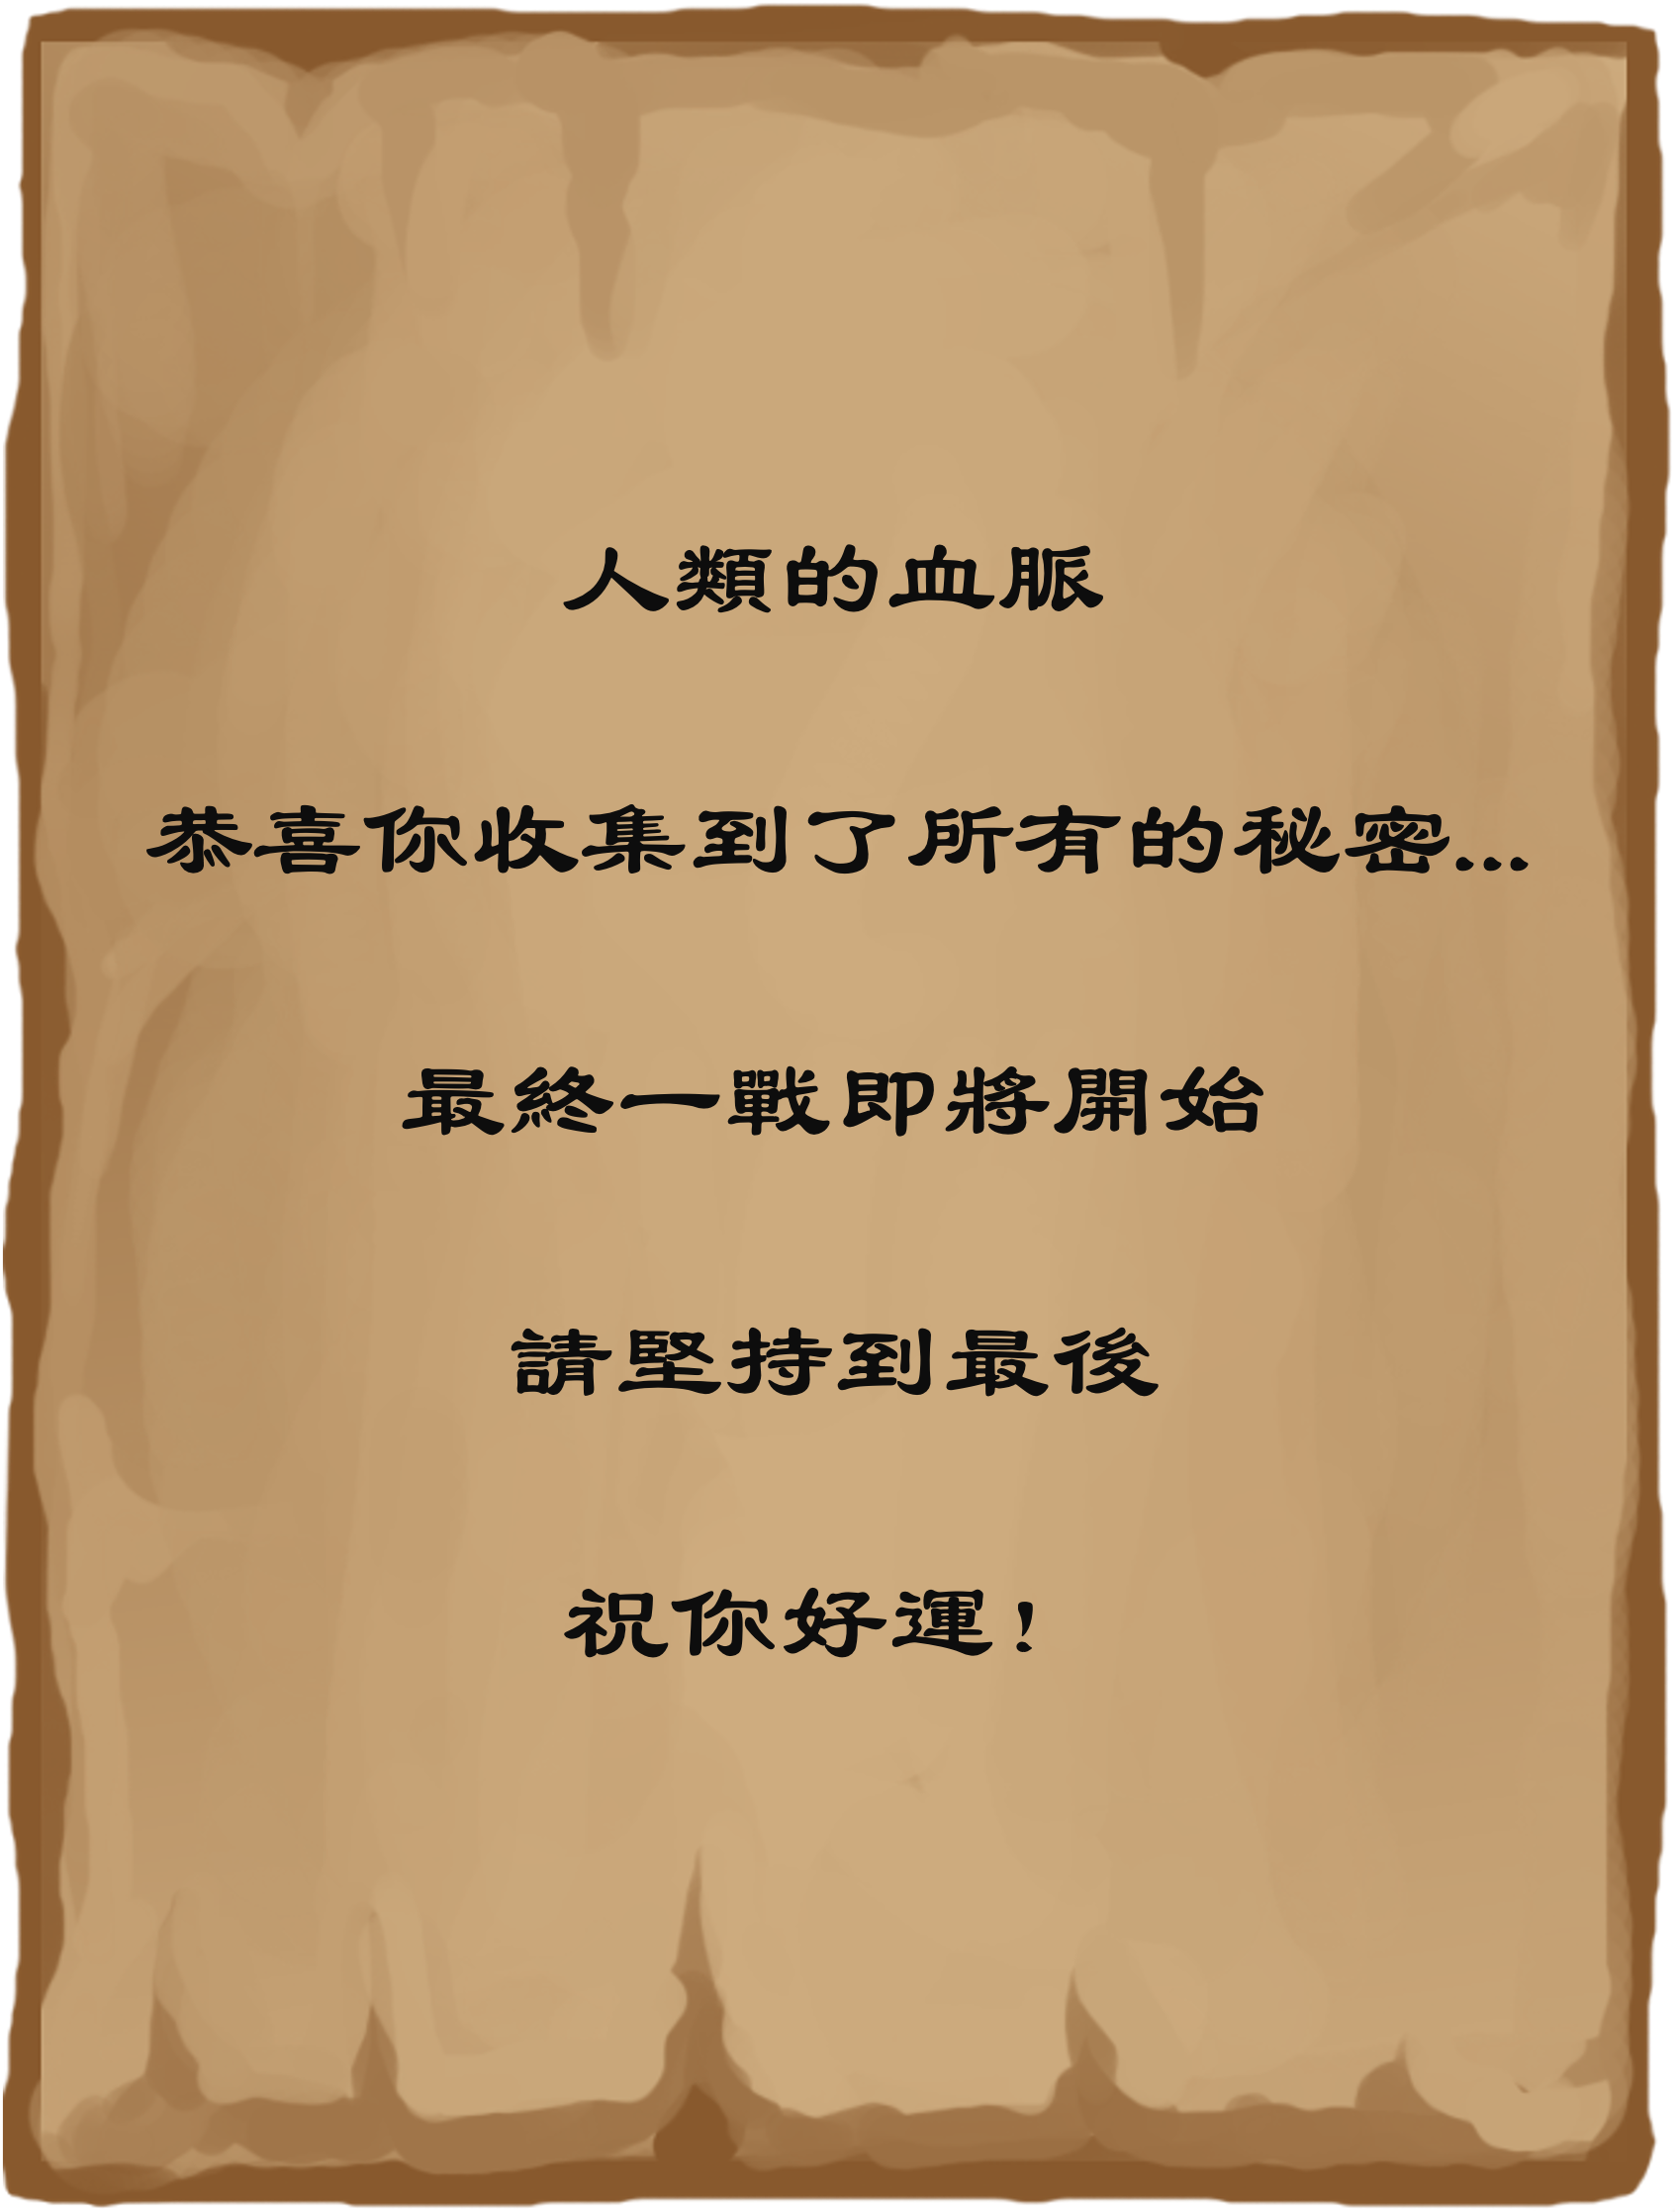 人類的血脈
恭喜你收集到了所有的秘密...
最終一戰即將開始
請堅持到最後
祝你好運！